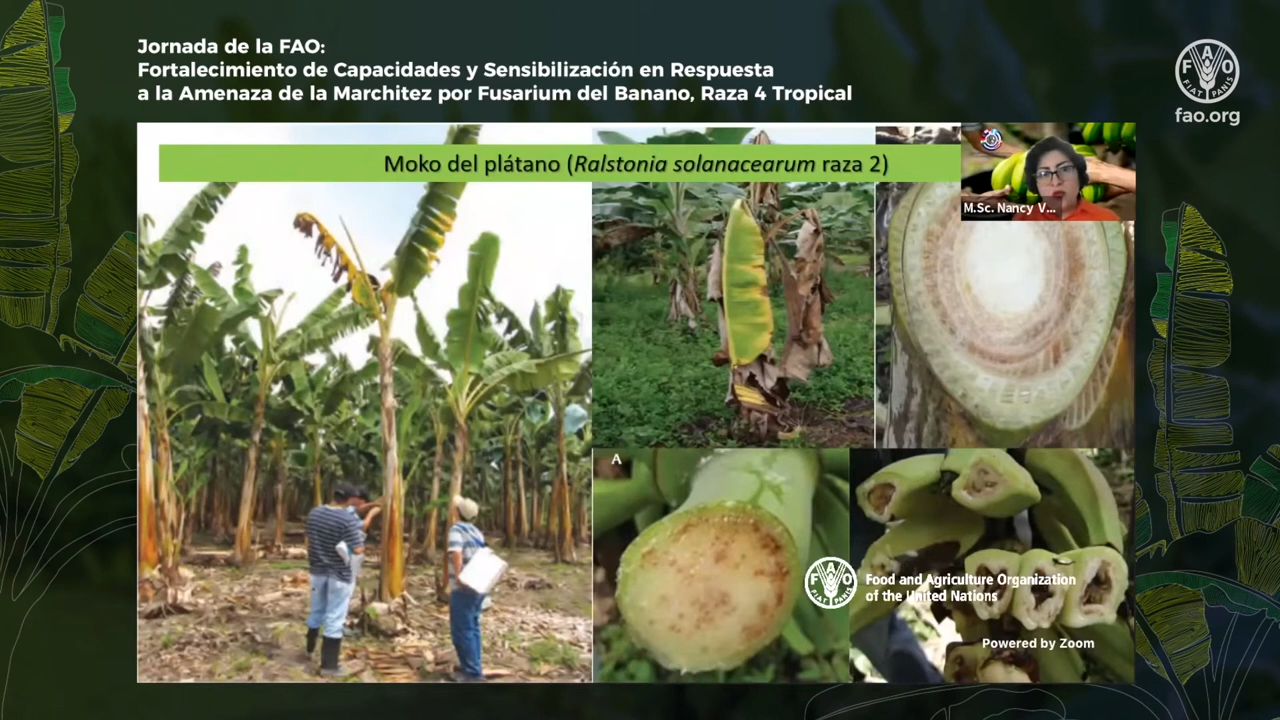 Jornada de la FAO:
Fortalecimiento de Capacidades y Sensibilización en Respuesta
a la Amenaza de la Marchitez por Fusarium del Banano, Raza 4 Tropical
FAO
FIAT PANIS
fao.org
Moko del plátano (Ralstonia solanacearum raza 2)
M.Sc. Nancy V...
A
FAO
FIAT PANIS
Food and Agriculture Organization
of the United Nations
Powered by Zoom